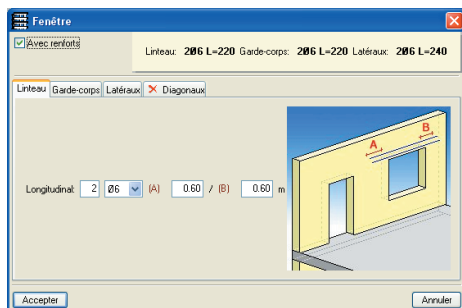 Fenêtre
Avec renforts
Linteau: 2Ø6 L=220 Garde-corps: 2Ø6 L=220 Latéraux: 2Ø6 L=240
Linteau Garde-corps Latéraux Diagonaux
A
B
Longitudinal: 2 Ø6 (A) 0.60 / (B) 0.60 m
Accepter Annuler